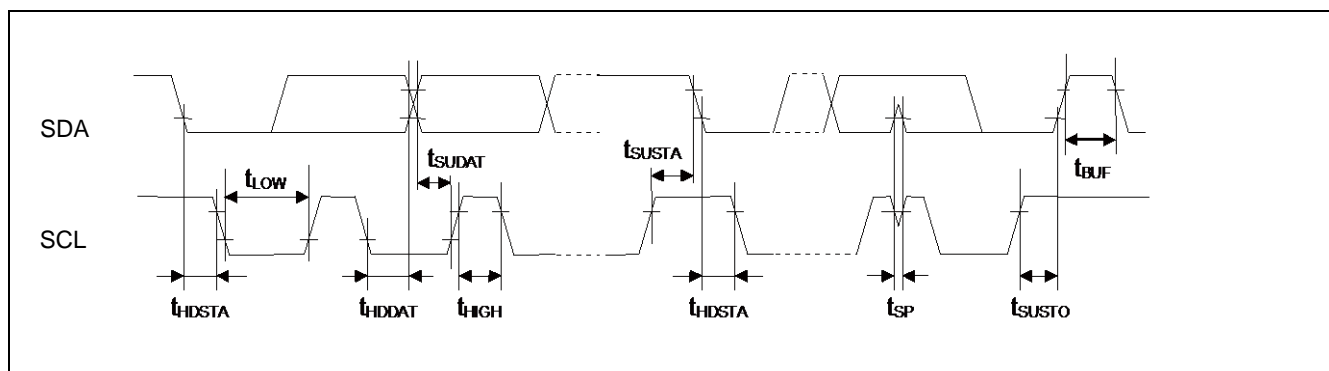 SDA
tSUDAT
tSUSTA
tLOW
tBUF
SCL
tHDSTA
tHDDAT
tHIGH
tHDSTA
tSP
tSUSTO